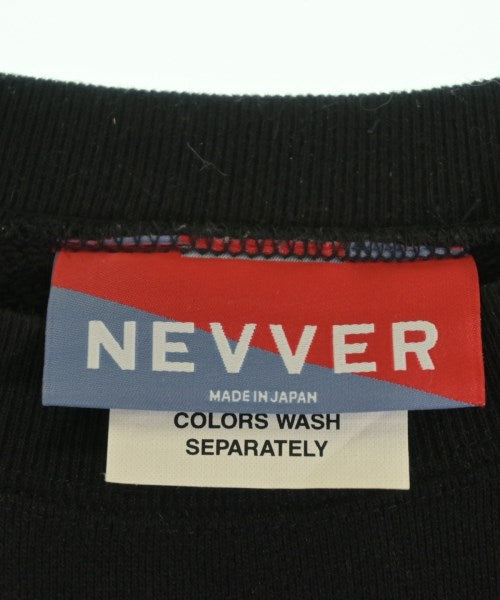 NEVVER
MADE IN JAPAN
COLORS WASH
SEPARATELY